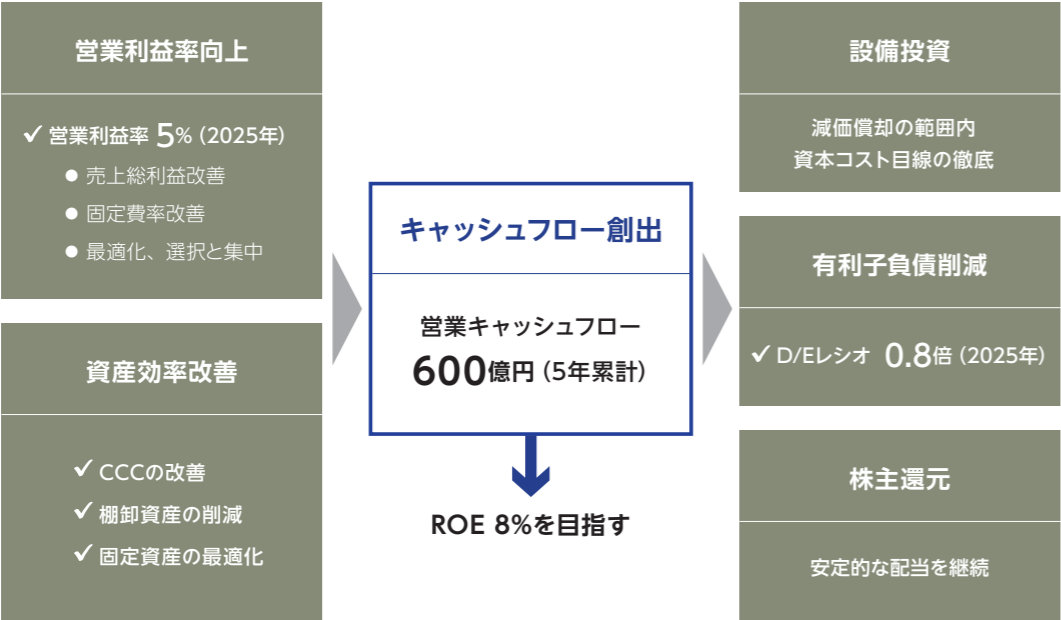 営業利益率向上
✓ 営業利益率 5% (2025年)
● 売上総利益改善
● 固定費率改善
● 最適化、選択と集中
資産効率改善
✓ CCCの改善
✓ 棚卸資産の削減
✓ 固定資産の最適化
キャッシュフロー創出
営業キャッシュフロー
600億円 (5年累計)
ROE 8%を目指す
設備投資
減価償却の範囲内
資本コスト目線の徹底
有利子負債削減
✓ D/Eレシオ 0.8倍 (2025年)
株主還元
安定的な配当を継続